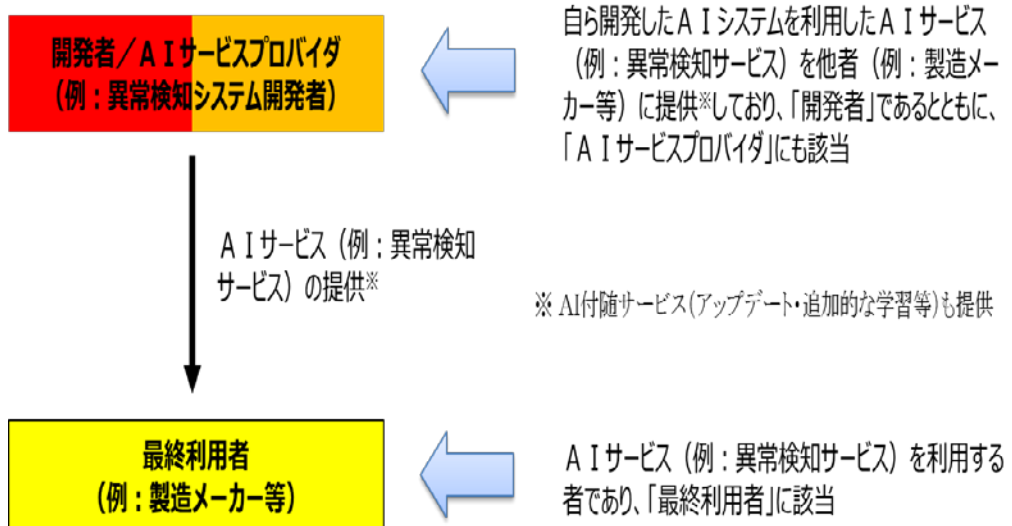 開発者／ＡＩサービスプロバイダ
（例：異常検知システム開発者）
自ら開発したＡＩシステムを利用したＡＩサービス
（例：異常検知サービス）を他者（例：製造メー
カー等）に提供※しており、「開発者」であるとともに、
「ＡＩサービスプロバイダ」にも該当
ＡＩサービス（例：異常検知
サービス）の提供※
※ AI付随サービス(アップデート・追加的な学習等)も提供
最終利用者
（例：製造メーカー等）
ＡＩサービス（例：異常検知サービス）を利用する
者であり、「最終利用者」に該当